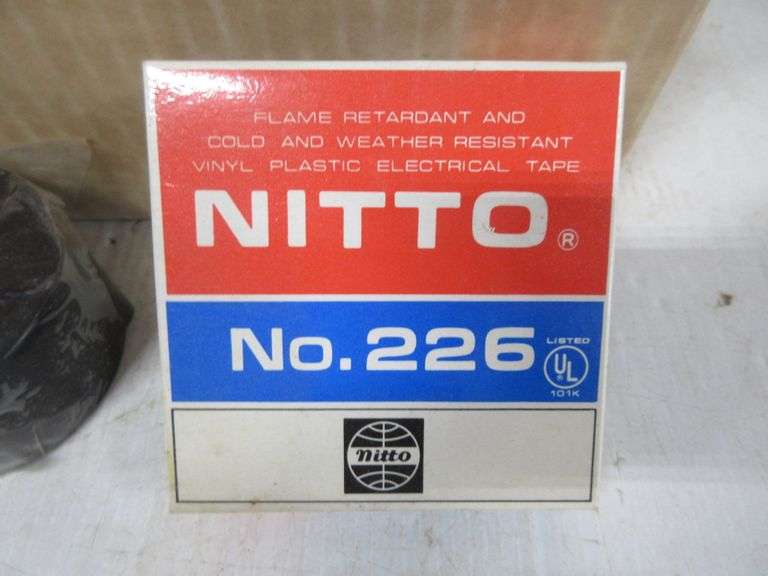 FLAME RETARDANT AND
COLD AND WEATHER RESISTANT
VINYL PLASTIC ELECTRICAL TAPE
NITTO ®
No. 226
LISTED
UL
101K
nitto